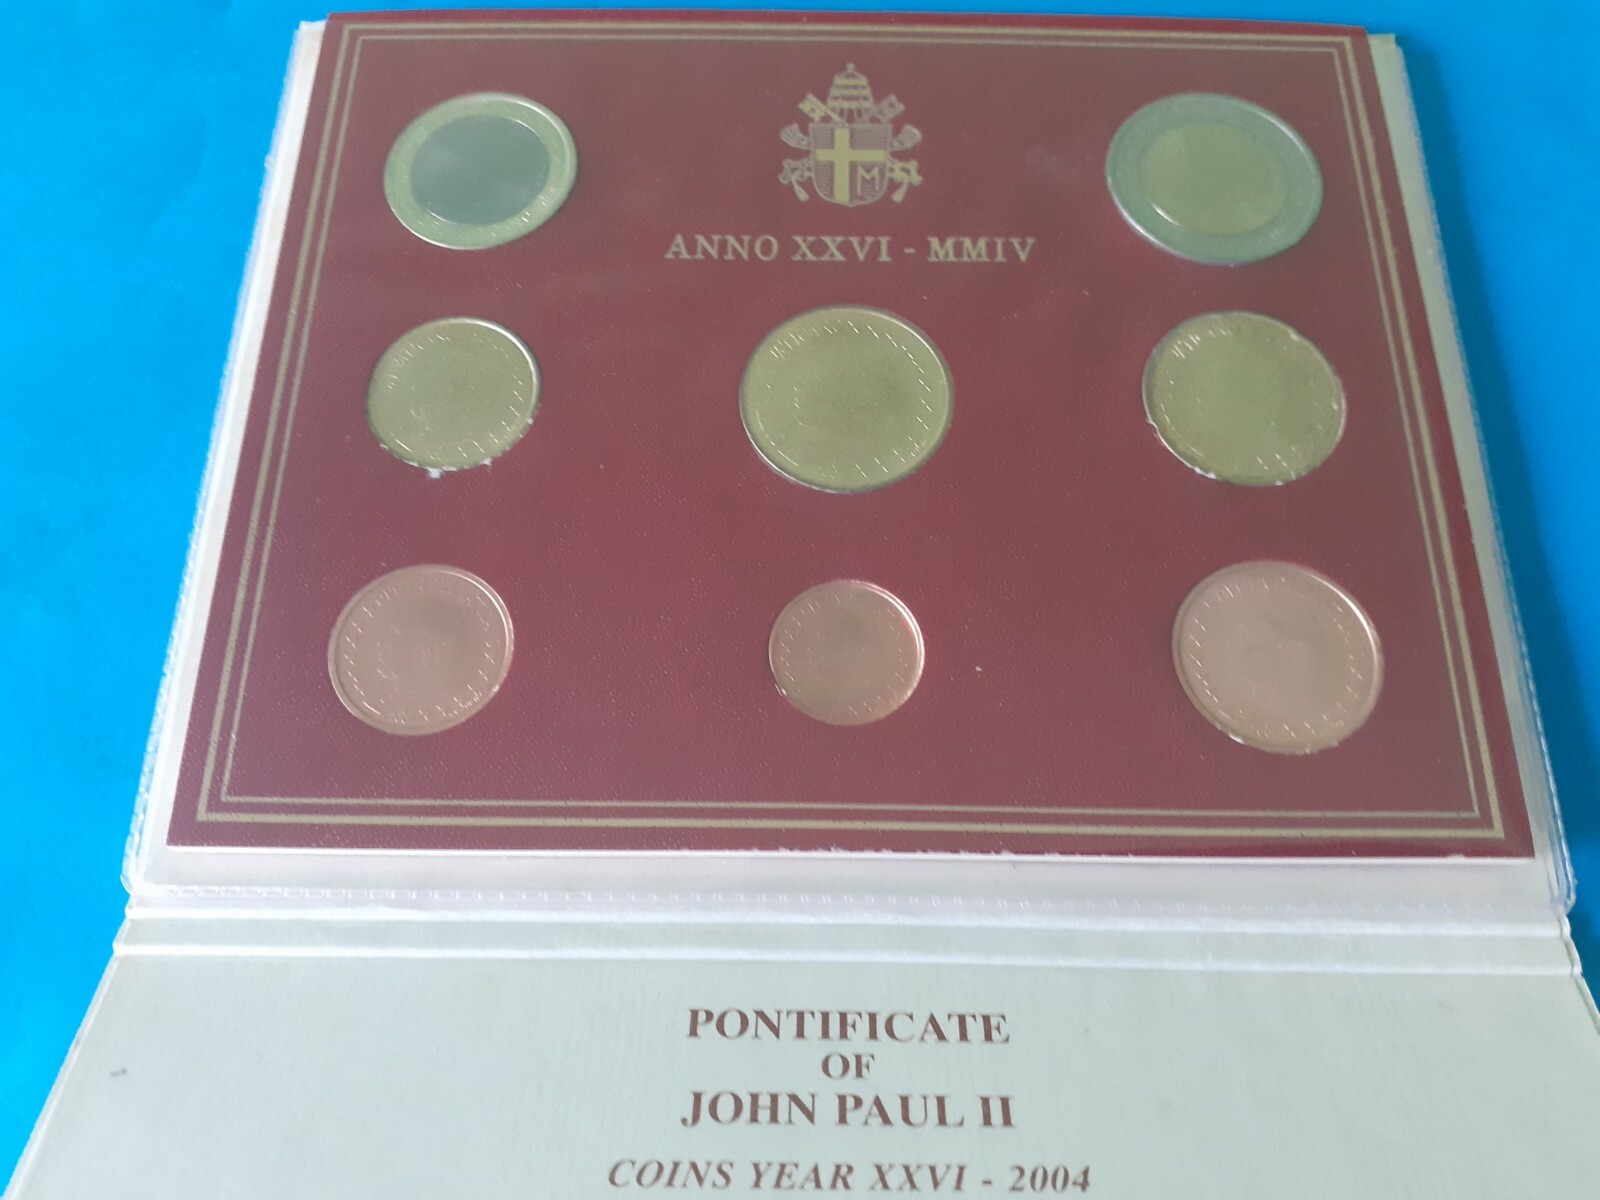 M
ANNO XXVI - MMIV
PONTIFICATE
OF
JOHN PAUL II
COINS YEAR XXVI - 2004